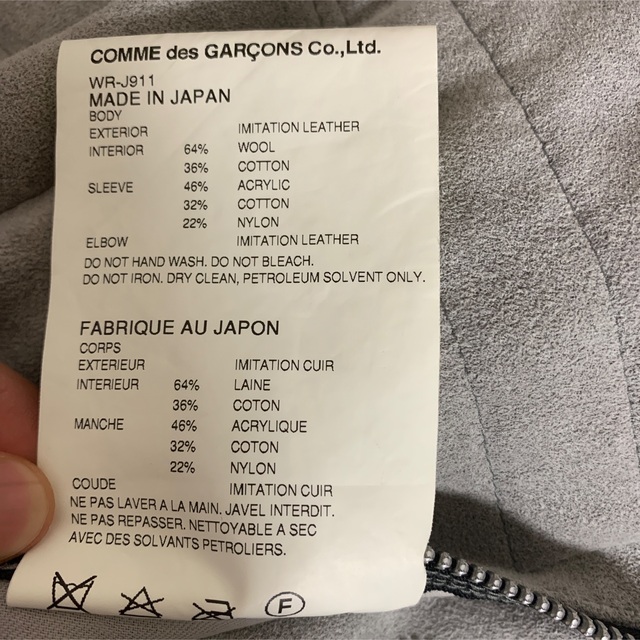 COMME des GARÇONS Co.,Ltd.
WR-J911
MADE IN JAPAN
BODY
EXTERIOR IMITATION LEATHER
INTERIOR 64% WOOL
36% COTTON
SLEEVE 46% ACRYLIC
32% COTTON
22% NYLON
ELBOW IMITATION LEATHER
DO NOT HAND WASH. DO NOT BLEACH.
DO NOT IRON. DRY CLEAN, PETROLEUM SOLVENT ONLY.
FABRIQUE AU JAPON
CORPS
EXTERIEUR IMITATION CUIR
INTERIEUR 64% LAINE
36% COTON
MANCHE 46% ACRYLIQUE
32% COTON
22% NYLON
COUDE IMITATION CUIR
NE PAS LAVER A LA MAIN. JAVEL INTERDIT.
NE PAS REPASSER. NETTOYABLE A SEC
AVEC DES SOLVANTS PETROLIERS.
F